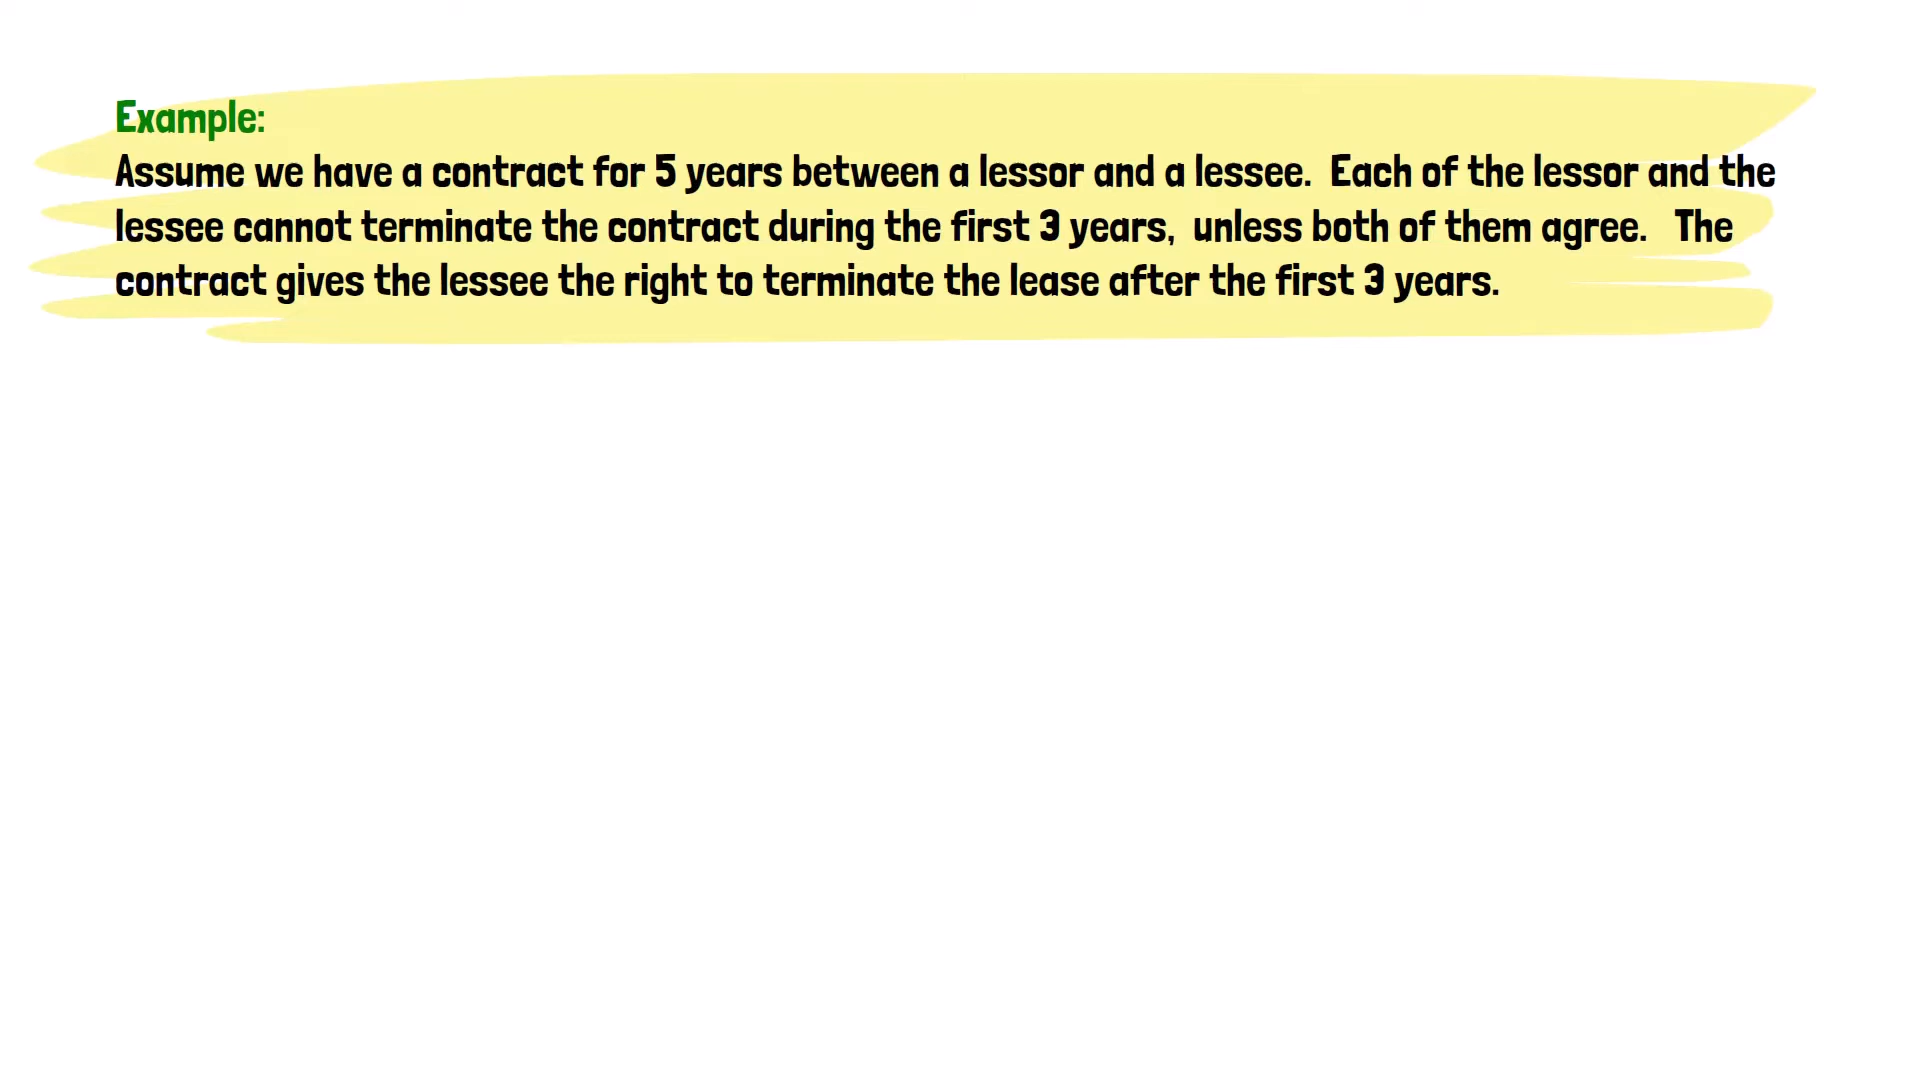 Example:
Assume we have a contract for 5 years between a lessor and a lessee.  Each of the lessor and the
lessee cannot terminate the contract during the first 3 years,  unless both of them agree.   The
contract gives the lessee the right to terminate the lease after the first 3 years.